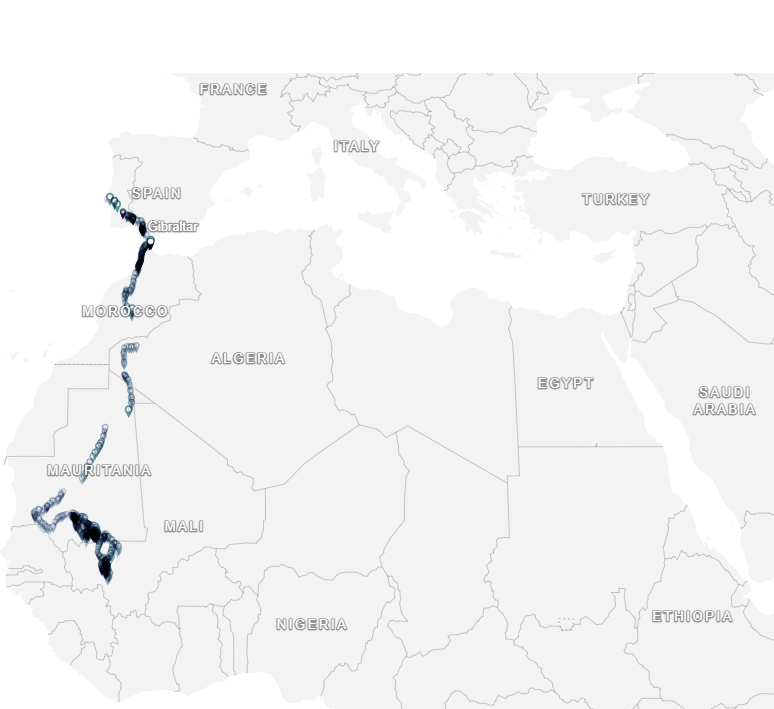 FRANCE
ITALY
SPAIN
TURKEY
Gibraltar
MOROCCO
ALGERIA
EGYPT
SAUDI
ARABIA
MAURITANIA
MALI
ETHIOPIA
NIGERIA